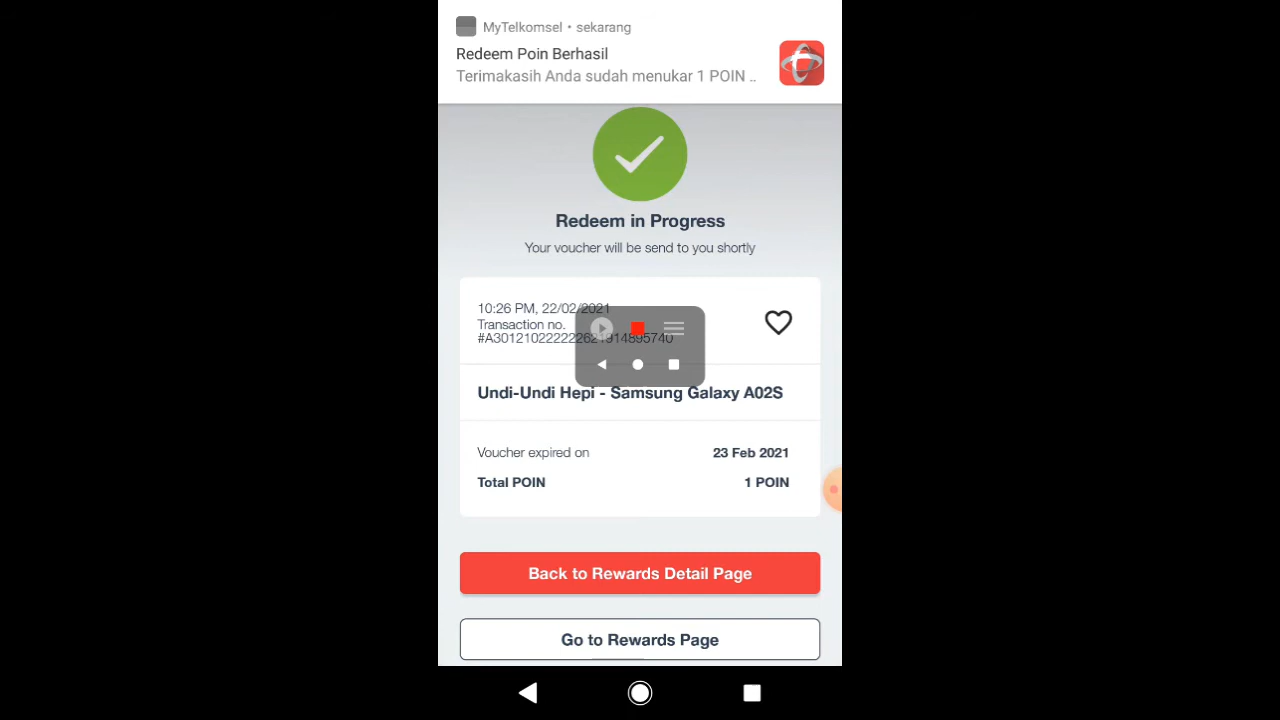 MyTelkomsel • sekarang
Redeem Poin Berhasil
Terimakasih Anda sudah menukar 1 POIN ..
Redeem in Progress
Your voucher will be send to you shortly
10:26 PM, 22/02/2021
Transaction no.
Undi-Undi Hepi - Samsung Galaxy A02S
Voucher expired on 23 Feb 2021
Total POIN 1 POIN
Back to Rewards Detail Page
Go to Rewards Page